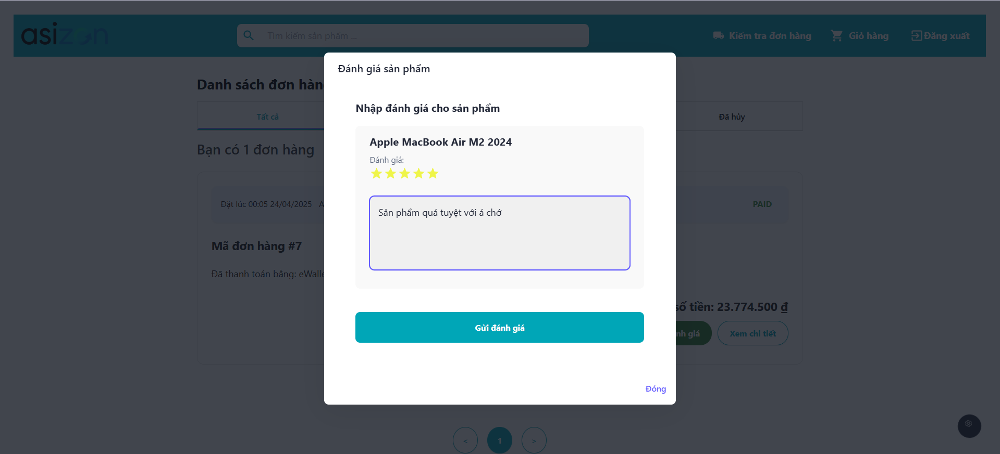 asizon
Tìm kiếm sản phẩm ...
Kiểm tra đơn hàng
Giỏ hàng
Đăng xuất
Đánh giá sản phẩm
Danh sách đơn hàn
Nhập đánh giá cho sản phẩm
Tất cả
Đã hủy
Apple MacBook Air M2 2024
Bạn có 1 đơn hàng
Đánh giá:
Đặt lúc 00:05 24/04/2025 A
PAID
Sản phẩm quá tuyệt với á chớ
Mã đơn hàng #7
Đã thanh toán bằng: eWalle
số tiền: 23.774.500 ₫
Gửi đánh giá
nh giá
Xem chi tiết
Đóng
< 1 >